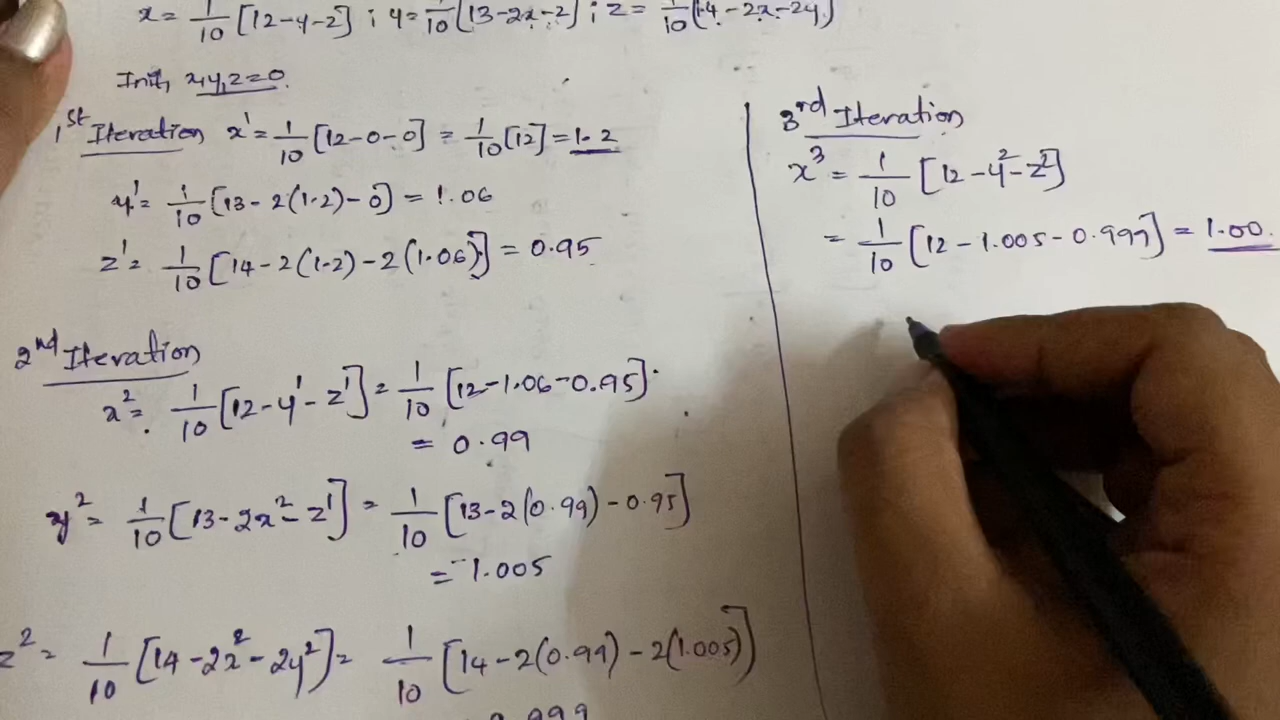 x = 1/10 [12-y-z] ; y = 1/10 [13-2x-z] ; z = 1/10 [14-2x-2y]
Init, x,y,z=0.
1st Iteration x¹ = 1/10 [12-0-0] = 1/10 [12] = 1.2
y¹ = 1/10 [13-2(1.2)-0] = 1.06
z¹ = 1/10 [14-2(1.2)-2(1.06)] = 0.95
2nd Iteration
x² = 1/10 [12-y¹-z¹] = 1/10 [12-1.06-0.95]
= 0.99
y² = 1/10 [13-2x²-z¹] = 1/10 [13-2(0.99)-0.95]
= 1.005
z² = 1/10 [14-2x²-2y²] = 1/10 [14-2(0.99)-2(1.005)]
3rd Iteration
x³ = 1/10 [12-y²-z²]
= 1/10 [12-1.005-0.999] = 1.00.